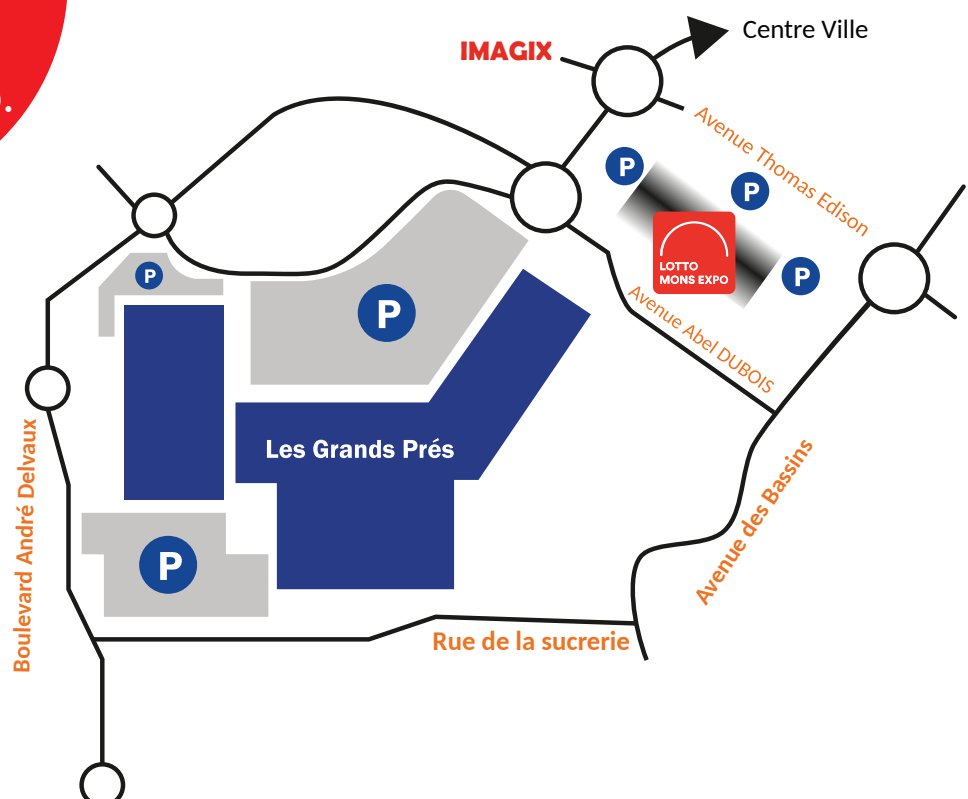 Centre Ville
IMAGIX
Avenue Thomas Edison
P
P
P
LOTTO
MONS EXPO
P
P
Avenue Abel DUBOIS
Les Grands Prés
Boulevard André Delvaux
Avenue des Bassins
P
Rue de la sucrerie